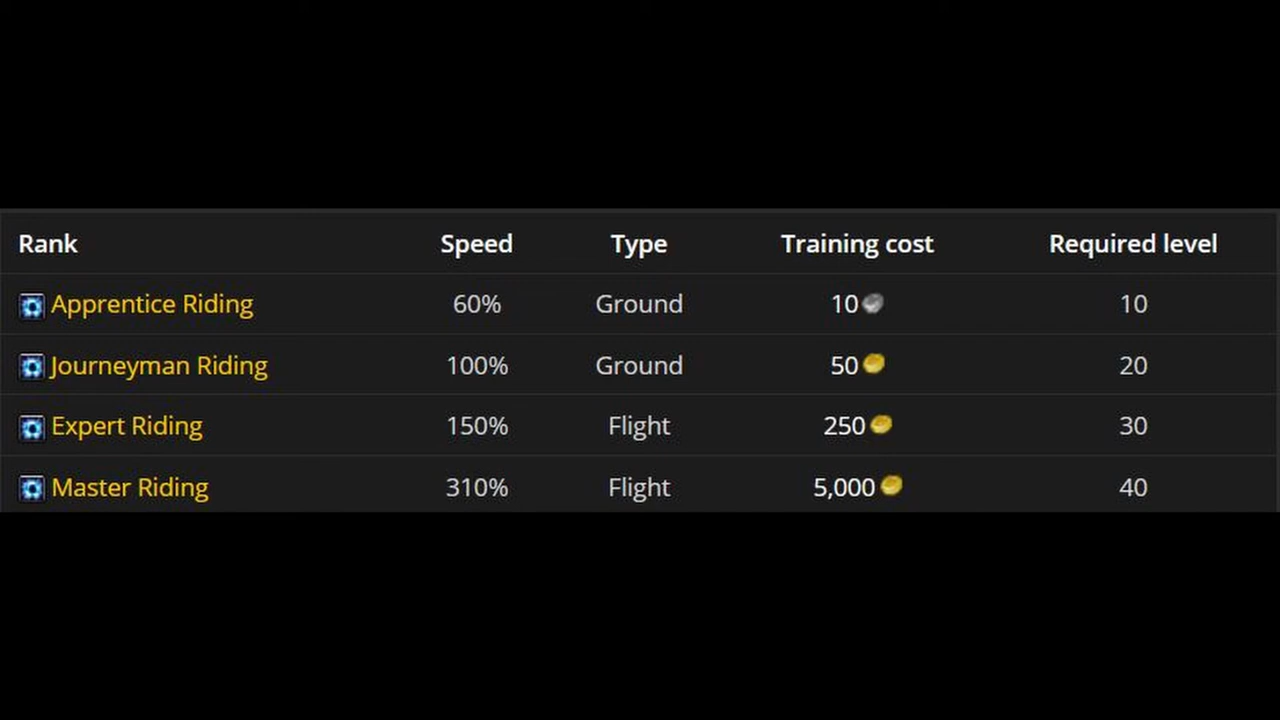 Rank Speed Type Training cost Required level
Apprentice Riding 60% Ground 10 10
Journeyman Riding 100% Ground 50 20
Expert Riding 150% Flight 250 30
Master Riding 310% Flight 5,000 40